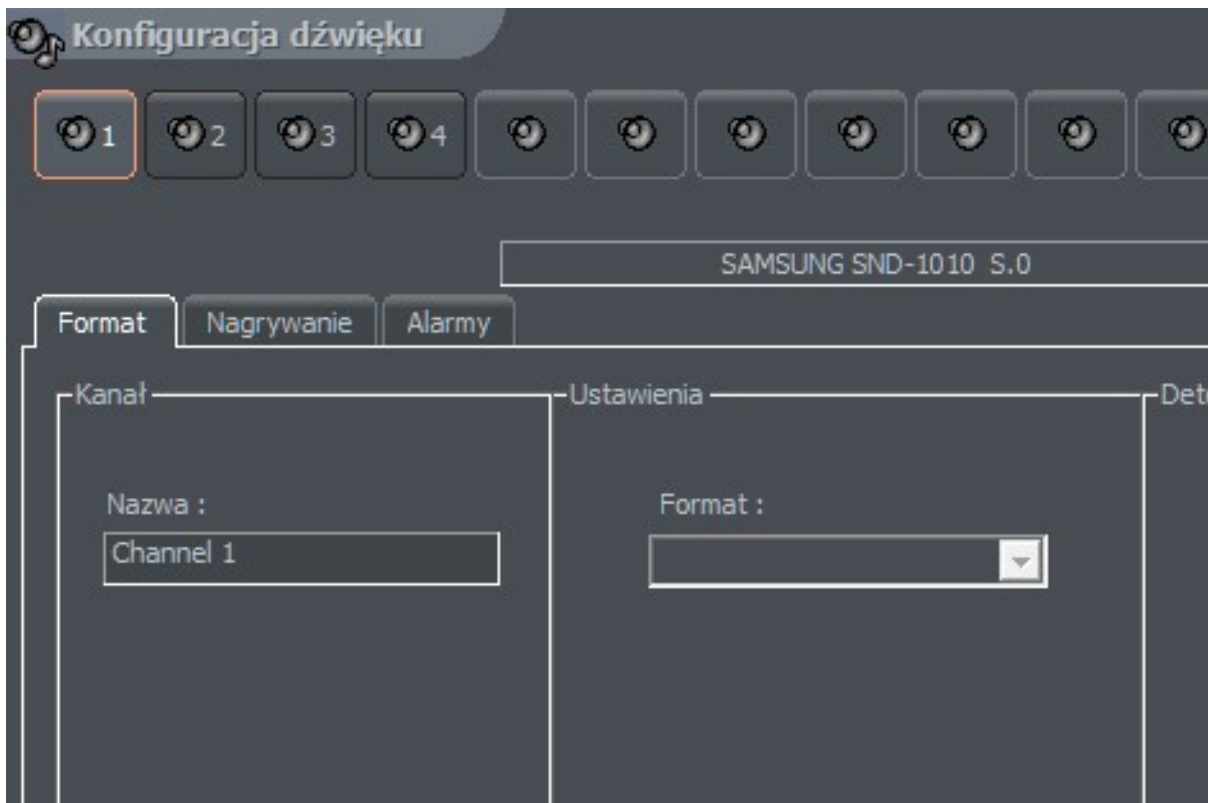 Konfiguracja dźwięku
1 2 3 4
SAMSUNG SND-1010 S.0
Format Nagrywanie Alarmy
Kanał Ustawienia
Nazwa : Format :
Channel 1